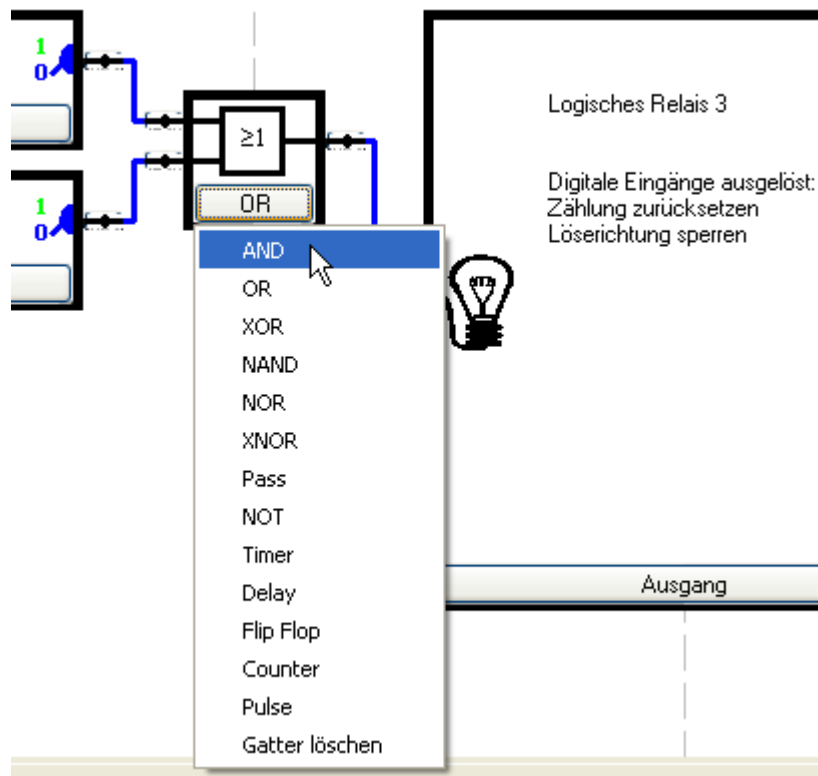 1
0
1
0
≥1
OR
AND
OR
XOR
NAND
NOR
XNOR
Pass
NOT
Timer
Delay
Flip Flop
Counter
Pulse
Gatter löschen
Logisches Relais 3
Digitale Eingänge ausgelöst:
Zählung zurücksetzen
Löserichtung sperren
Ausgang